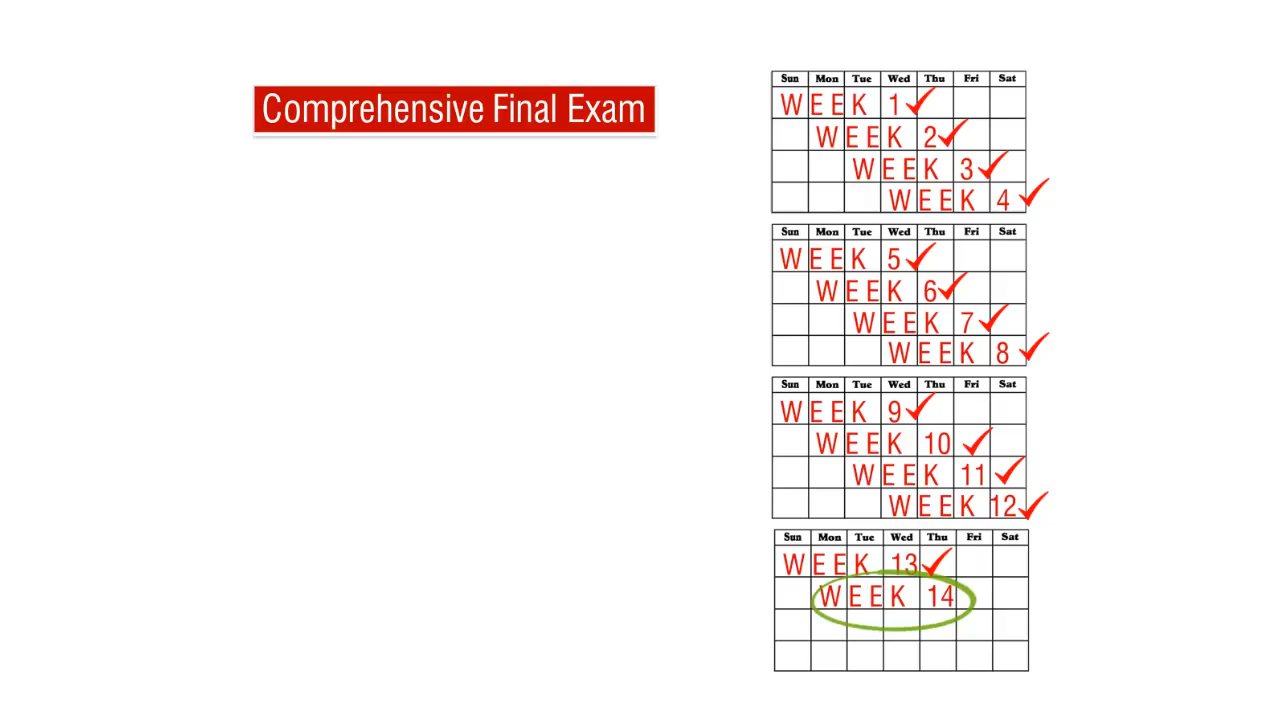 Comprehensive Final Exam
Sun Mon Tue Wed Thu Fri Sat
WEEK 1
WEEK 2
WEEK 3
WEEK 4
Sun Mon Tue Wed Thu Fri Sat
WEEK 5
WEEK 6
WEEK 7
WEEK 8
Sun Mon Tue Wed Thu Fri Sat
WEEK 9
WEEK 10
WEEK 11
WEEK 12
Sun Mon Tue Wed Thu Fri Sat
WEEK 13
WEEK 14